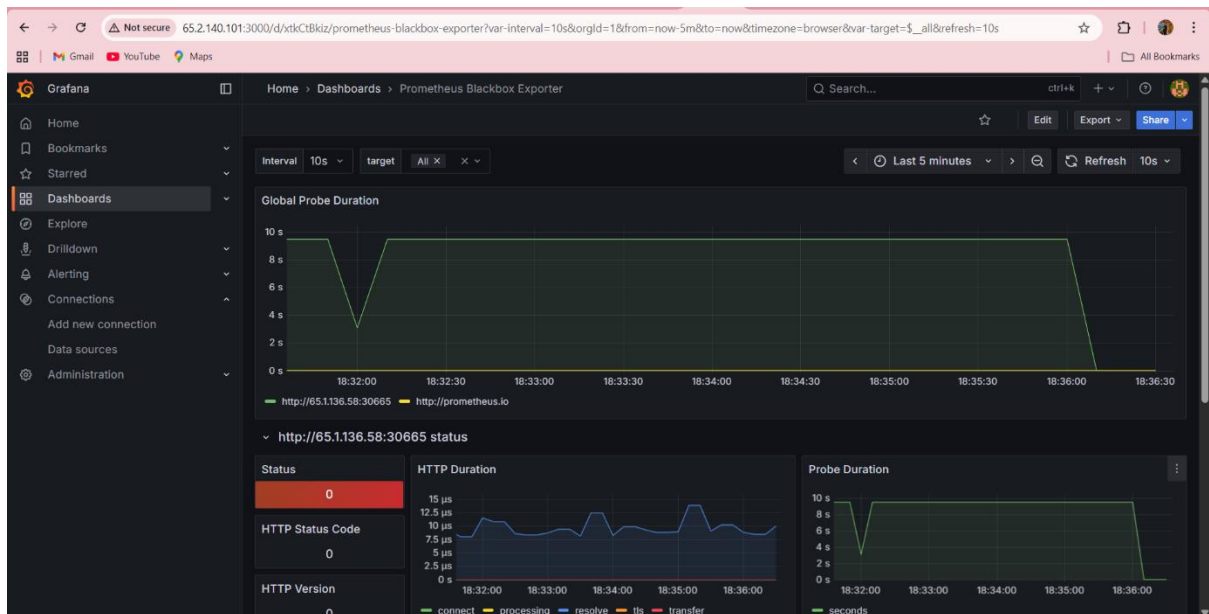 Not secure 65.2.140.101:3000/d/xtkCtBkiz/prometheus-blackbox-exporter?var-interval=10s&orgId=1&from=now-5m&to=now&timezone=browser&var-target=$__all&refresh=10s
Gmail YouTube Maps All Bookmarks
Grafana Home › Dashboards › Prometheus Blackbox Exporter Search... ctrl+k
Home
Edit Export Share
Bookmarks
Interval 10s target All × Last 5 minutes Refresh 10s
Starred
Dashboards
Explore
Drilldown
Alerting
Connections
Add new connection
Data sources
Administration
Global Probe Duration
10 s
8 s
6 s
4 s
2 s
0 s
18:32:00 18:32:30 18:33:00 18:33:30 18:34:00 18:34:30 18:35:00 18:35:30 18:36:00 18:36:30
http://65.1.136.58:30665 http://prometheus.io
http://65.1.136.58:30665 status
Status
0
HTTP Status Code
0
HTTP Version
0
HTTP Duration
15 µs
12.5 µs
10 µs
7.5 µs
5 µs
2.5 µs
0 s
18:32:00 18:33:00 18:34:00 18:35:00 18:36:00
connect processing resolve tls transfer
Probe Duration
10 s
8 s
6 s
4 s
2 s
0 s
18:32:00 18:33:00 18:34:00 18:35:00 18:36:00
seconds